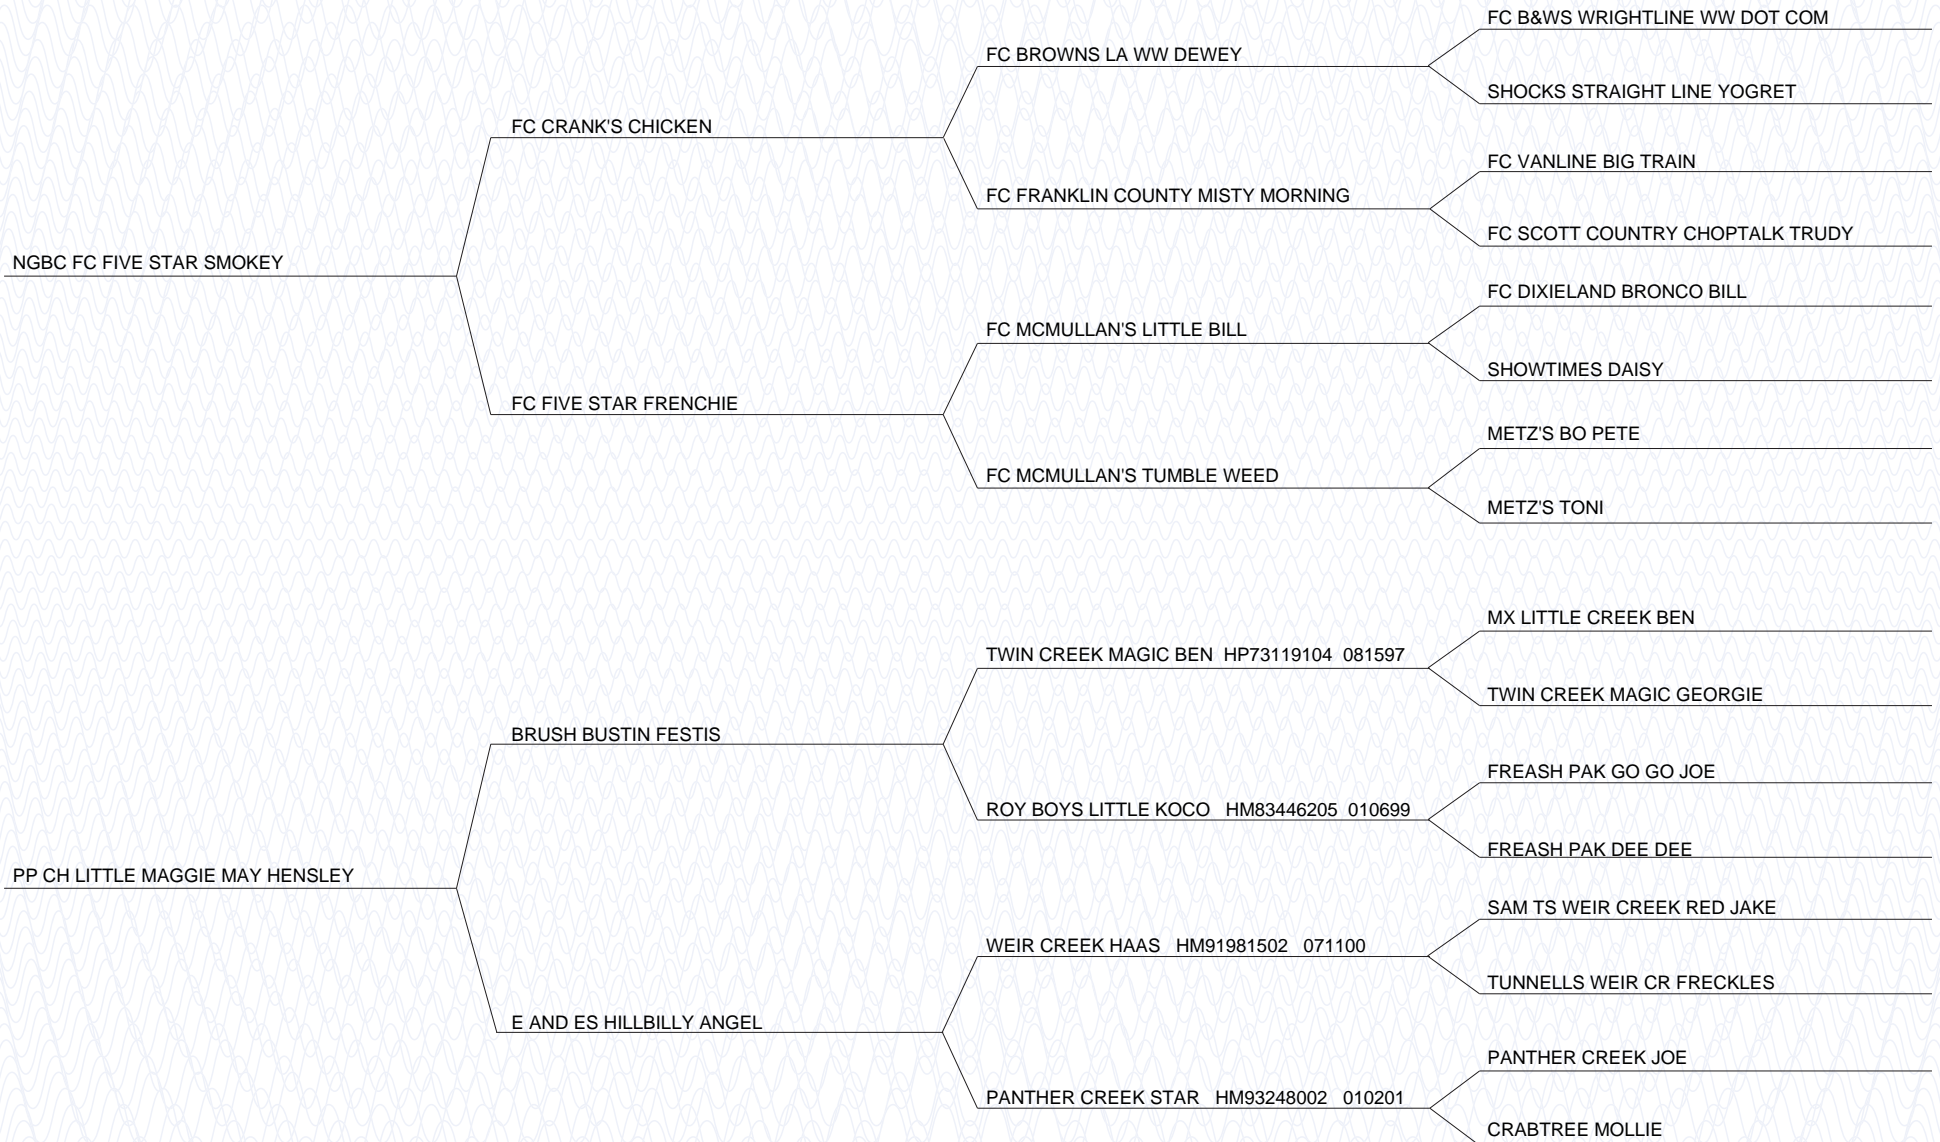 FC B&WS WRIGHTLINE WW DOT COM
FC BROWNS LA WW DEWEY
SHOCKS STRAIGHT LINE YOGRET
FC CRANK'S CHICKEN
FC VANLINE BIG TRAIN
FC FRANKLIN COUNTY MISTY MORNING
FC SCOTT COUNTRY CHOPTALK TRUDY
NGBC FC FIVE STAR SMOKEY
FC DIXIELAND BRONCO BILL
FC MCMULLAN'S LITTLE BILL
SHOWTIMES DAISY
FC FIVE STAR FRENCHIE
METZ'S BO PETE
FC MCMULLAN'S TUMBLE WEED
METZ'S TONI
MX LITTLE CREEK BEN
TWIN CREEK MAGIC BEN HP73119104 081597
TWIN CREEK MAGIC GEORGIE
BRUSH BUSTIN FESTIS
FREASH PAK GO GO JOE
ROY BOYS LITTLE KOCO HM83446205 010699
FREASH PAK DEE DEE
PP CH LITTLE MAGGIE MAY HENSLEY
SAM TS WEIR CREEK RED JAKE
WEIR CREEK HAAS HM91981502 071100
TUNNELLS WEIR CR FRECKLES
E AND ES HILLBILLY ANGEL
PANTHER CREEK JOE
PANTHER CREEK STAR HM93248002 010201
CRABTREE MOLLIE